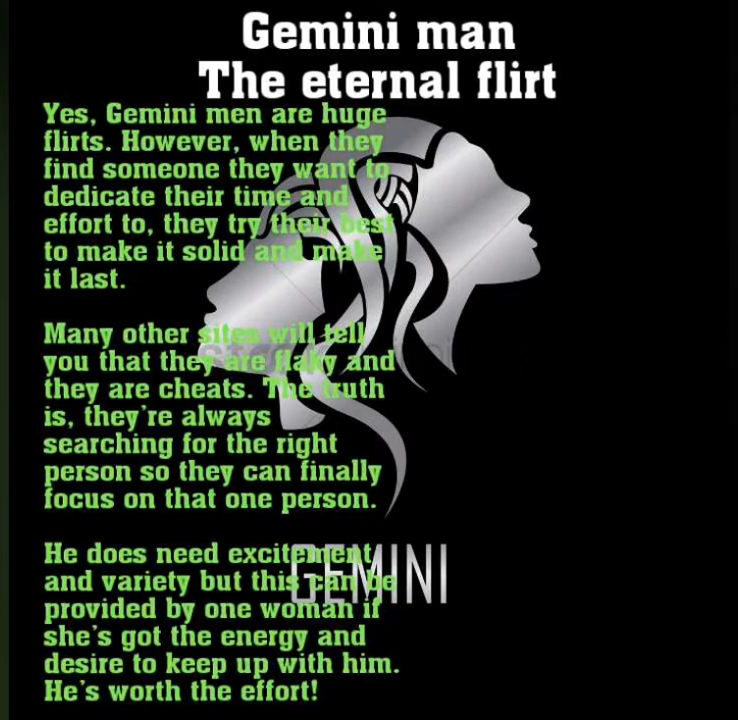 Gemini man
The eternal flirt
Yes, Gemini men are huge
flirts. However, when they
find someone they want to
dedicate their time and
effort to, they try their best
to make it solid and make
it last.
Many other sites will tell
you that they are flaky and
they are cheats. The truth
is, they're always
searching for the right
person so they can finally
focus on that one person.
He does need excitement
and variety but this can be
provided by one woman if
she's got the energy and
desire to keep up with him.
He's worth the effort!
GEMINI